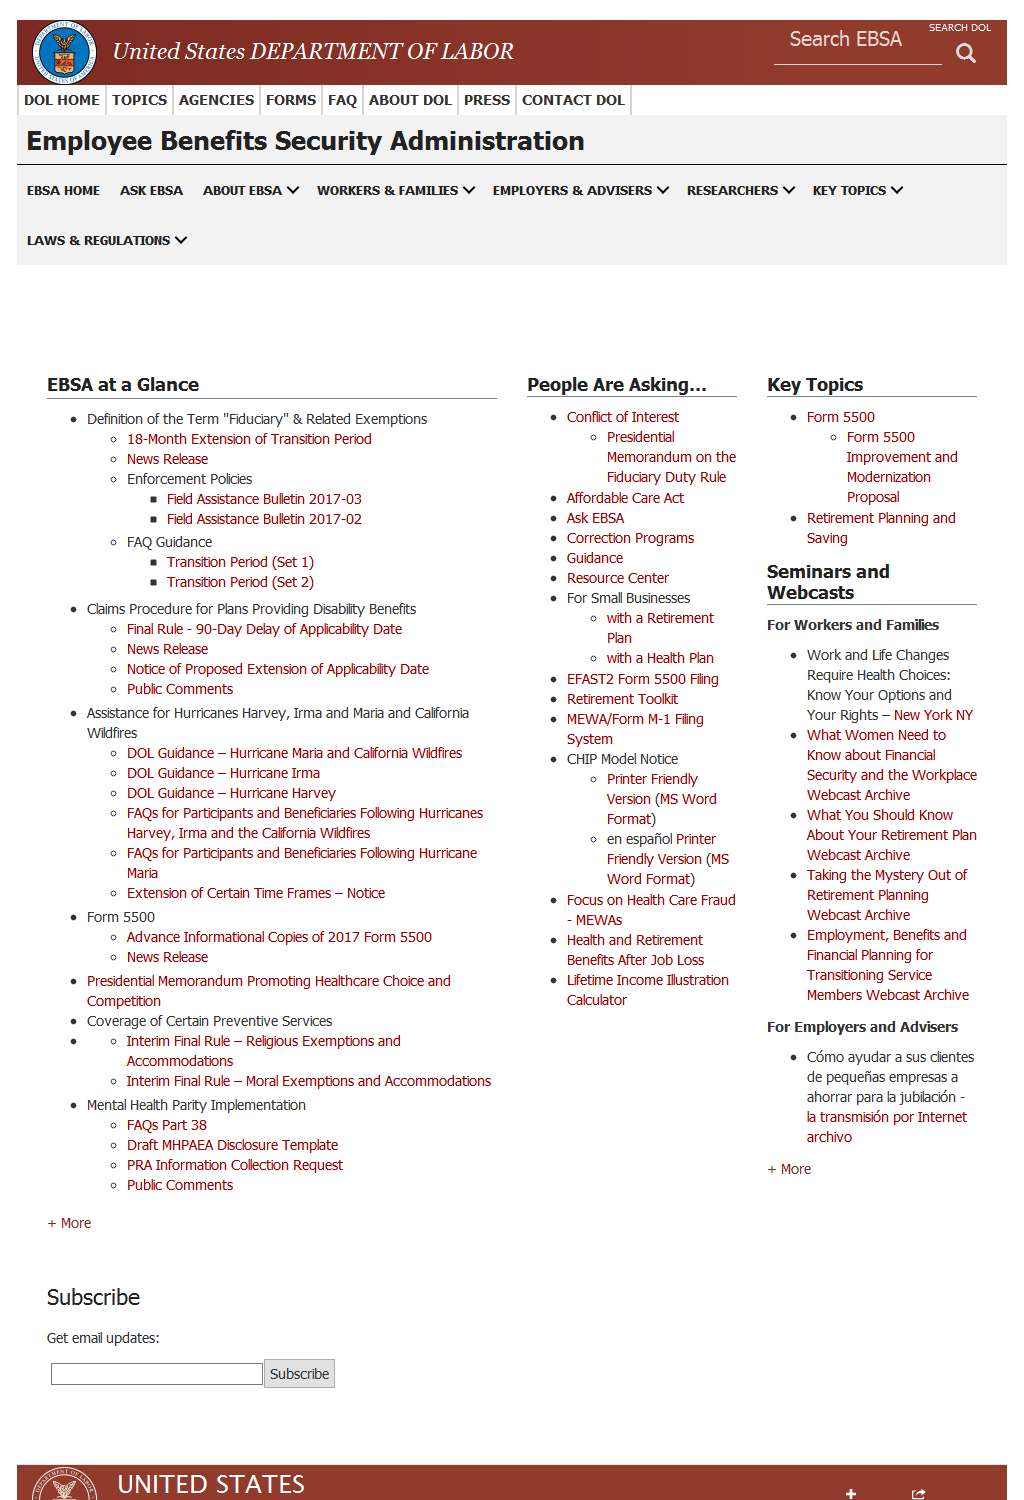 United States DEPARTMENT OF LABOR
Search EBSA
SEARCH DOL
DOL HOME
TOPICS
AGENCIES
FORMS
FAQ
ABOUT DOL
PRESS
CONTACT DOL
Employee Benefits Security Administration
EBSA HOME
ASK EBSA
ABOUT EBSA
WORKERS & FAMILIES
EMPLOYERS & ADVISERS
RESEARCHERS
KEY TOPICS
LAWS & REGULATIONS
EBSA at a Glance
Definition of the Term "Fiduciary" & Related Exemptions
18-Month Extension of Transition Period
News Release
Enforcement Policies
Field Assistance Bulletin 2017-03
Field Assistance Bulletin 2017-02
FAQ Guidance
Transition Period (Set 1)
Transition Period (Set 2)
Claims Procedure for Plans Providing Disability Benefits
Final Rule - 90-Day Delay of Applicability Date
News Release
Notice of Proposed Extension of Applicability Date
Public Comments
Assistance for Hurricanes Harvey, Irma and Maria and California
Wildfires
DOL Guidance – Hurricane Maria and California Wildfires
DOL Guidance – Hurricane Irma
DOL Guidance – Hurricane Harvey
FAQs for Participants and Beneficiaries Following Hurricanes
Harvey, Irma and the California Wildfires
FAQs for Participants and Beneficiaries Following Hurricane
Maria
Extension of Certain Time Frames – Notice
Form 5500
Advance Informational Copies of 2017 Form 5500
News Release
Presidential Memorandum Promoting Healthcare Choice and
Competition
Coverage of Certain Preventive Services
Interim Final Rule – Religious Exemptions and
Accommodations
Interim Final Rule – Moral Exemptions and Accommodations
Mental Health Parity Implementation
FAQs Part 38
Draft MHPAEA Disclosure Template
PRA Information Collection Request
Public Comments
+ More
People Are Asking...
Conflict of Interest
Presidential
Memorandum on the
Fiduciary Duty Rule
Affordable Care Act
Ask EBSA
Correction Programs
Guidance
Resource Center
For Small Businesses
with a Retirement
Plan
with a Health Plan
EFAST2 Form 5500 Filing
Retirement Toolkit
MEWA/Form M-1 Filing
System
CHIP Model Notice
Printer Friendly
Version (MS Word
Format)
en español Printer
Friendly Version (MS
Word Format)
Focus on Health Care Fraud
- MEWAs
Health and Retirement
Benefits After Job Loss
Lifetime Income Illustration
Calculator
Key Topics
Form 5500
Form 5500
Improvement and
Modernization
Proposal
Retirement Planning and
Saving
Seminars and
Webcasts
For Workers and Families
Work and Life Changes
Require Health Choices:
Know Your Options and
Your Rights – New York NY
What Women Need to
Know about Financial
Security and the Workplace
Webcast Archive
What You Should Know
About Your Retirement Plan
Webcast Archive
Taking the Mystery Out of
Retirement Planning
Webcast Archive
Employment, Benefits and
Financial Planning for
Transitioning Service
Members Webcast Archive
For Employers and Advisers
Cómo ayudar a sus clientes
de pequeñas empresas a
ahorrar para la jubilación -
la transmisión por Internet
archivo
+ More
Subscribe
Get email updates:
Subscribe
UNITED STATES